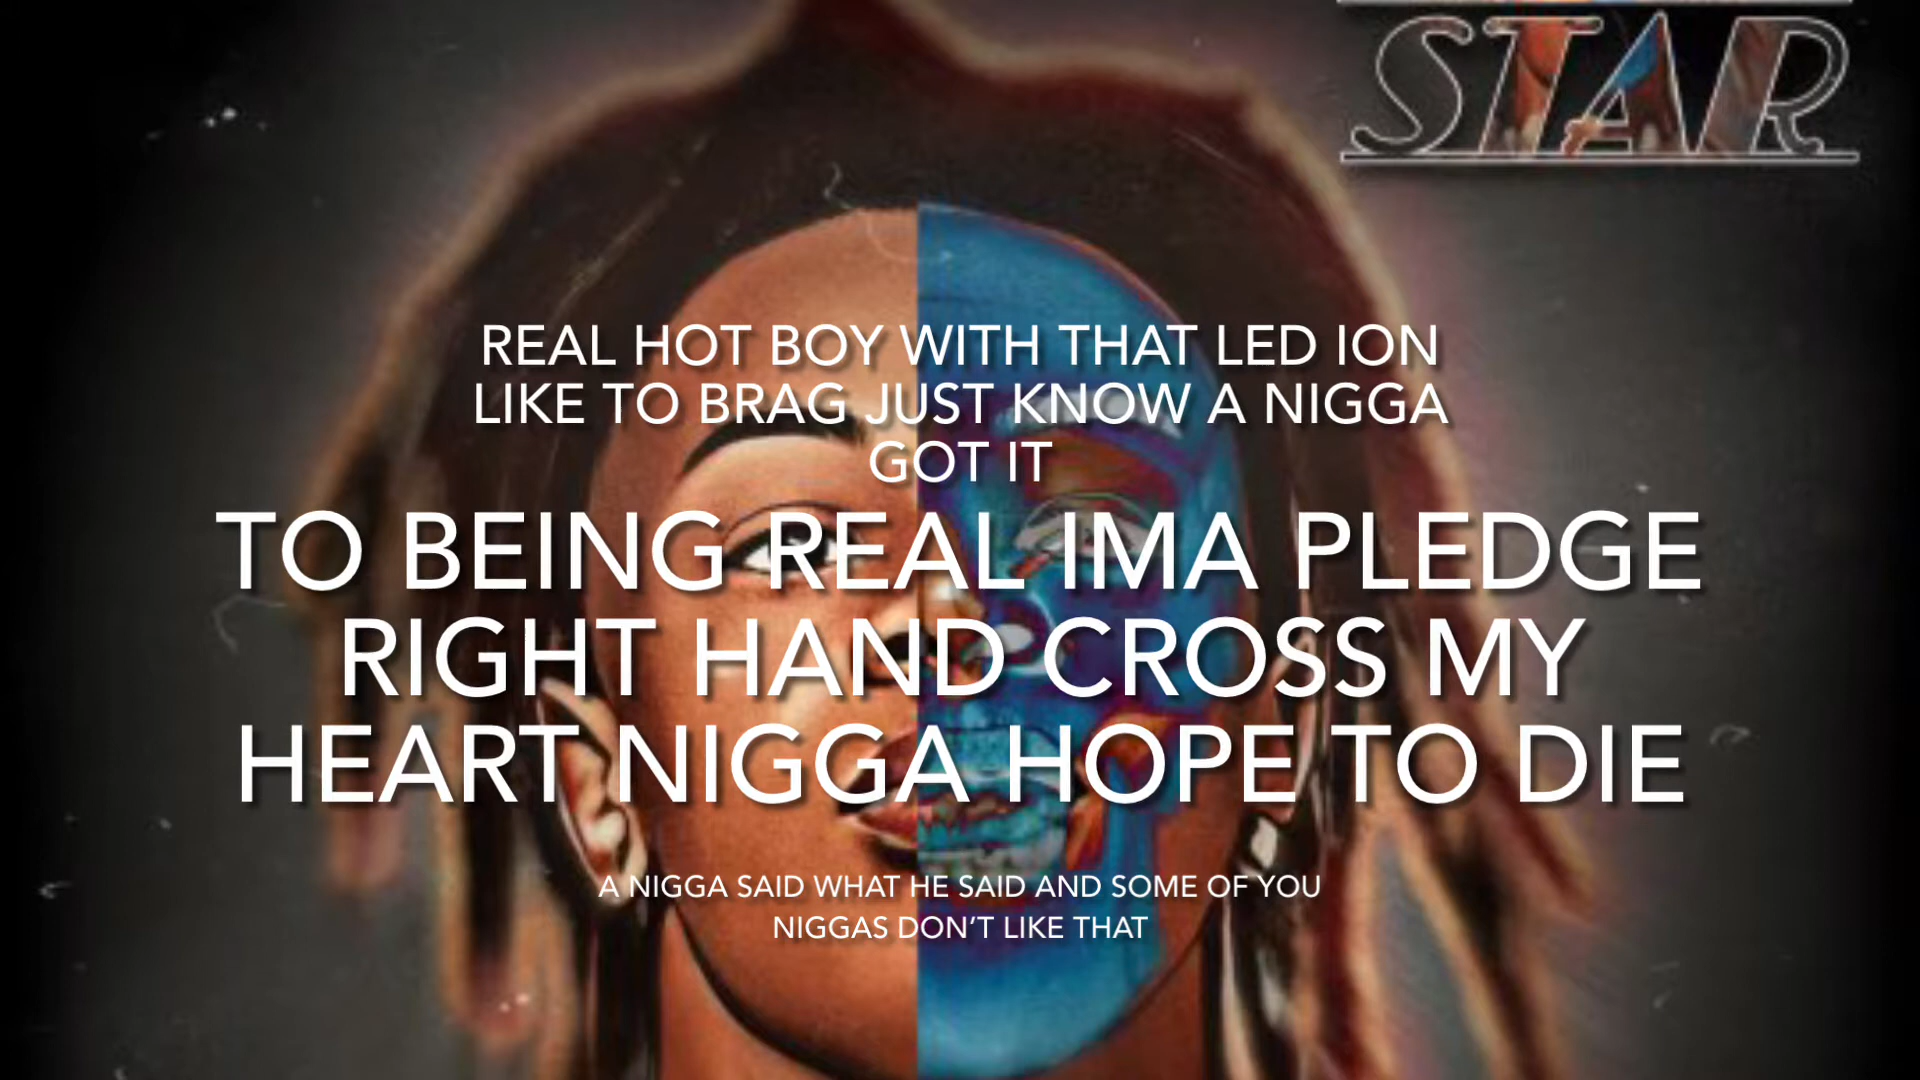 STAR
REAL HOT BOY WITH THAT LED ION
LIKE TO BRAG JUST KNOW A NIGGA
GOT IT
TO BEING REAL IMA PLEDGE
RIGHT HAND CROSS MY
HEART NIGGA HOPE TO DIE
A NIGGA SAID WHAT HE SAID AND SOME OF YOU
NIGGAS DON’T LIKE THAT